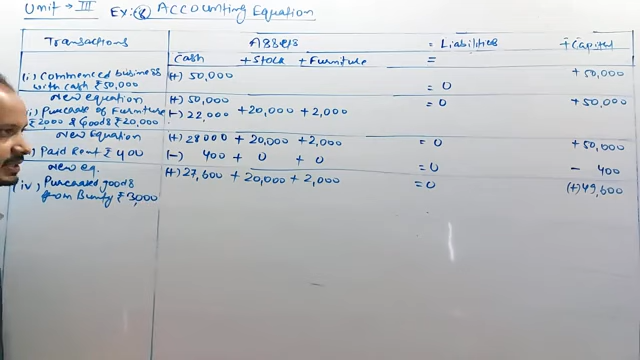 Unit → III Ex: 8 ACCOUNTING Equation
Transactions Assets = Liabilities + Capital
Cash + Stock + Furniture =
(i) Commenced business (+) 50,000 + 50,000
with cash ₹50,000 = 0
New equation (+) 50,000 = 0 + 50,000
i) Purchase of Furniture (-) 22,000 + 20,000 + 2,000
₹2000 & Goods ₹20,000
New Equation (+) 28000 + 20,000 + 2,000 = 0 + 50,000
) Paid Rent ₹400 (-) 400 + 0 + 0 = 0 - 400
New eq. (+) 27,600 + 20,000 + 2,000 = 0 (+) 49,600
(iv) Purchased goods
from Bunty ₹3,000